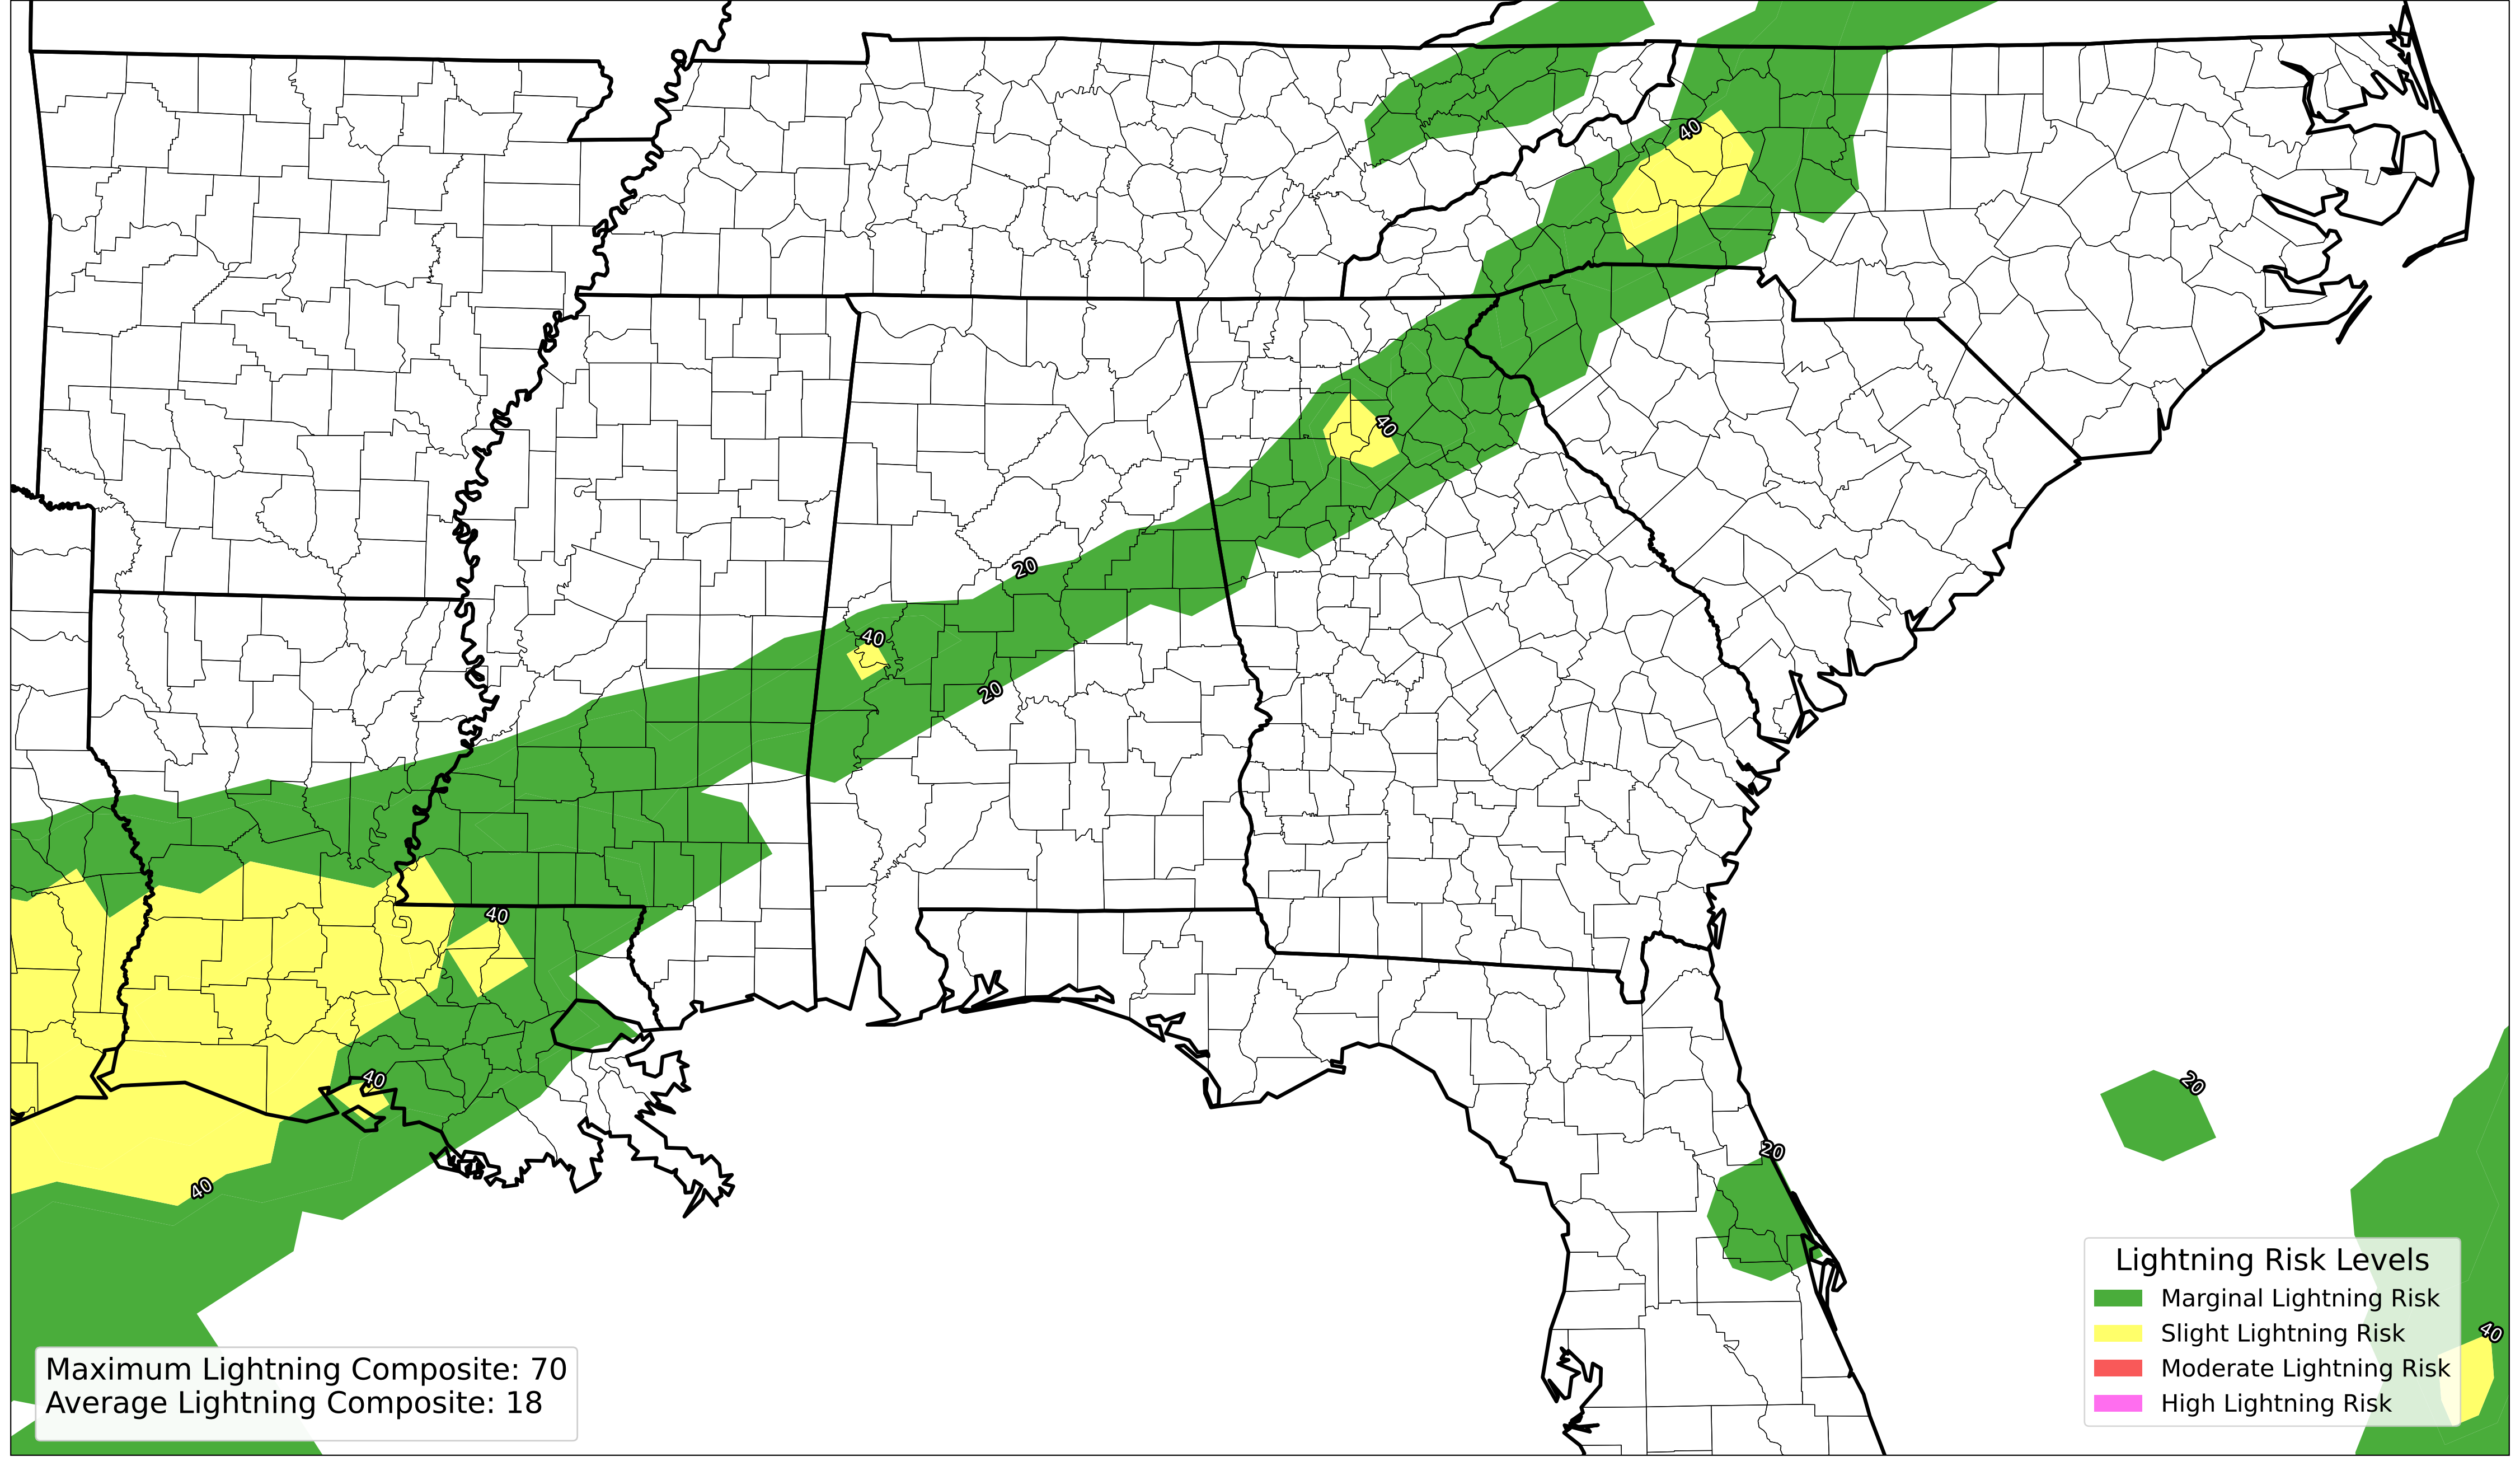 40
40
20
40
20
40
40
20
20
40
Lightning Risk Levels
Marginal Lightning Risk
Slight Lightning Risk
Moderate Lightning Risk
High Lightning Risk
40
Maximum Lightning Composite: 70
Average Lightning Composite: 18